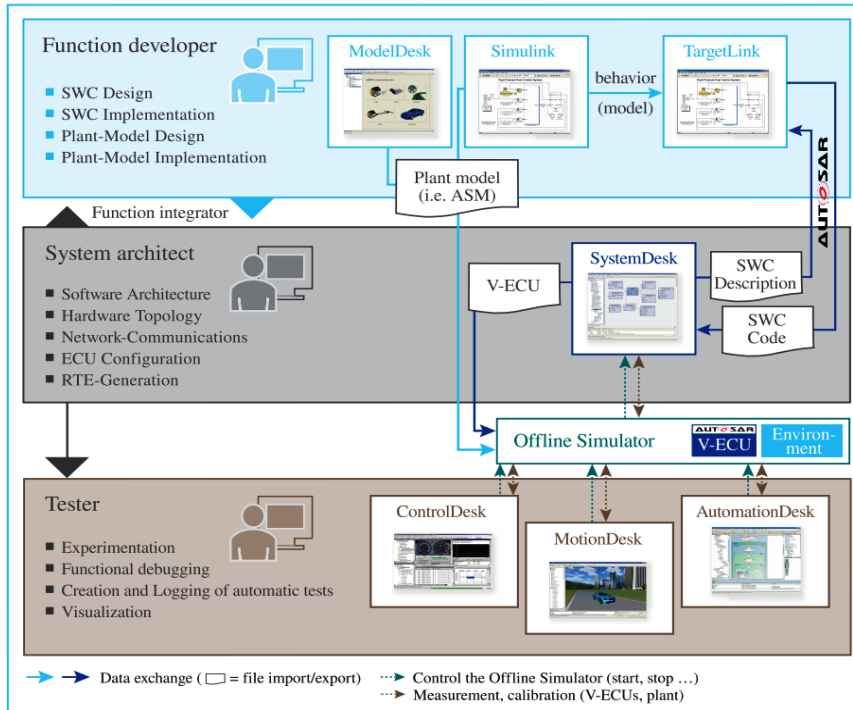 Function developer
SWC Design
SWC Implementation
Plant-Model Design
Plant-Model Implementation
ModelDesk
Simulink
behavior
(model)
TargetLink
Plant model
(i.e. ASM)
AUTOSAR
Function integrator
System architect
Software Architecture
Hardware Topology
Network-Communications
ECU Configuration
RTE-Generation
V-ECU
SystemDesk
SWC
Description
SWC
Code
Offline Simulator
AUTOSAR
V-ECU
Environ-
ment
Tester
Experimentation
Functional debugging
Creation and Logging of automatic tests
Visualization
ControlDesk
MotionDesk
AutomationDesk
Data exchange ( = file import/export)
Control the Offline Simulator (start, stop …)
Measurement, calibration (V-ECUs, plant)